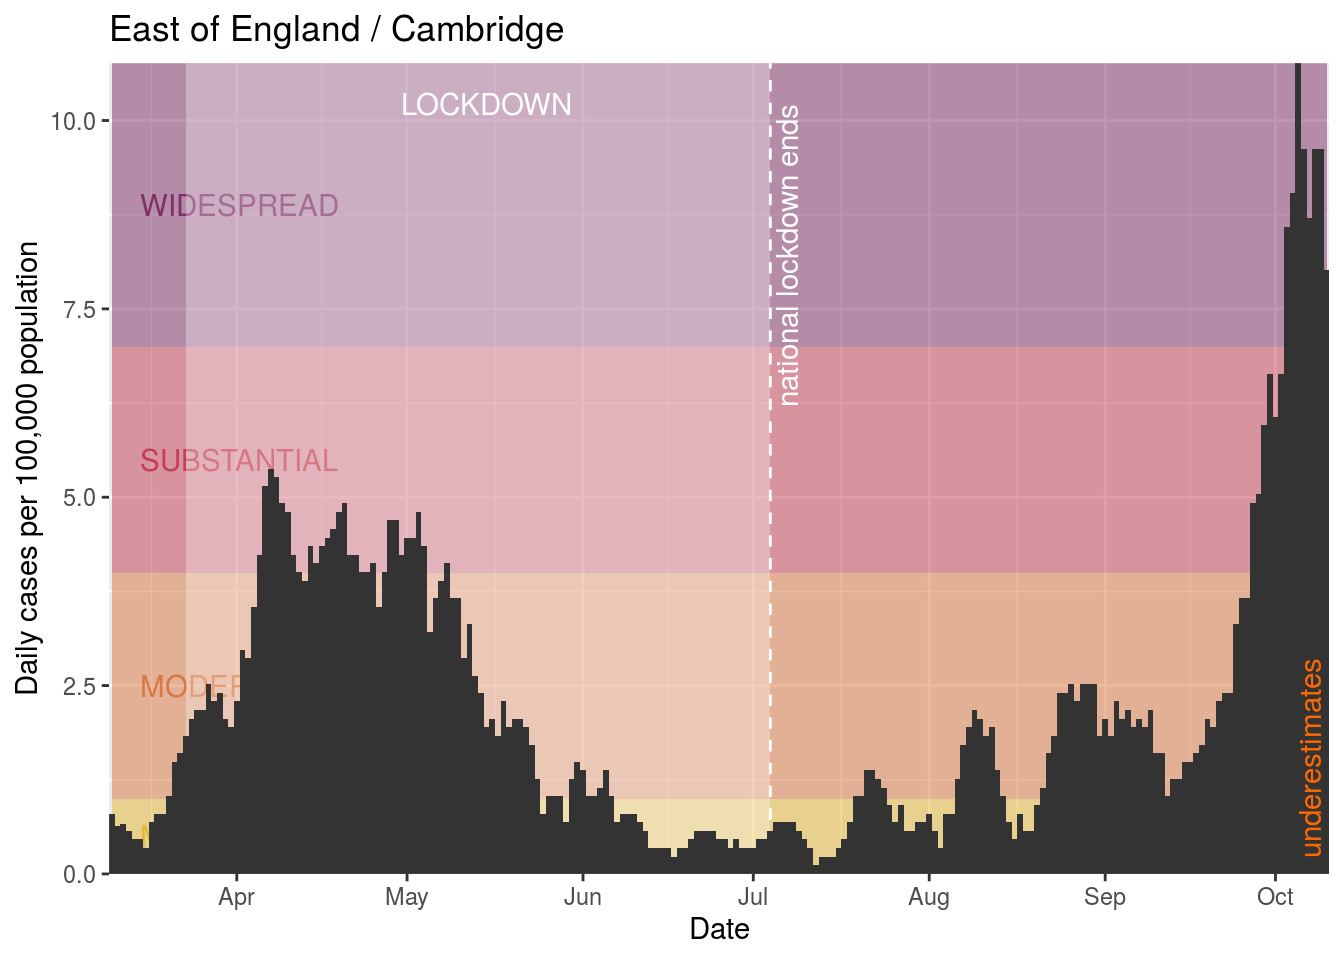 East of England / Cambridge
LOCKDOWN
national lockdown ends
WIDESPREAD
SUBSTANTIAL
underestimates
Daily cases per 100,000 population
10.0
7.5
5.0
2.5
0.0
Apr May Jun Jul Aug Sep Oct
Date